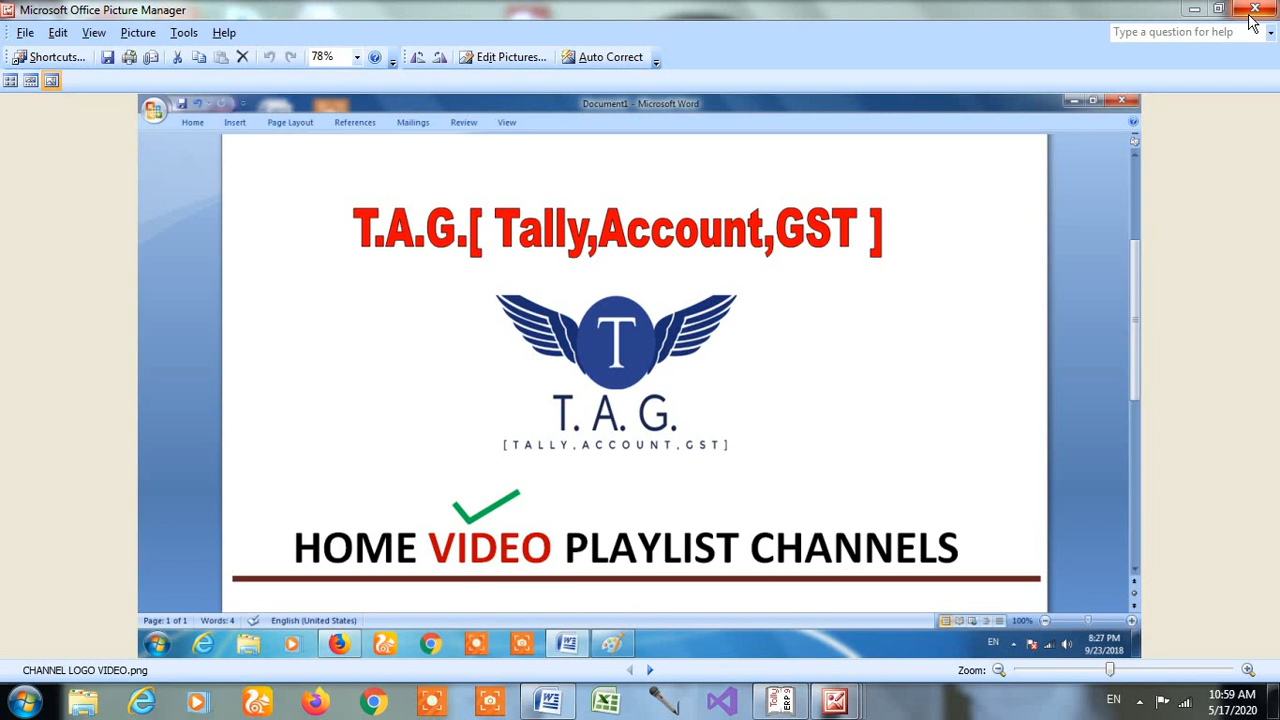 Microsoft Office Picture Manager
File Edit View Picture Tools Help
Type a question for help
Shortcuts...
78%
Edit Pictures...
Auto Correct
Document1 - Microsoft Word
Home Insert Page Layout References Mailings Review View
T.A.G.[ Tally,Account,GST ]
T
T. A. G.
[TALLY,ACCOUNT,GST]
HOME VIDEO PLAYLIST CHANNELS
Page: 1 of 1 Words: 4 English (United States)
100%
EN
8:27 PM
9/23/2018
CHANNEL LOGO VIDEO.png
Zoom:
EN
10:59 AM
5/17/2020